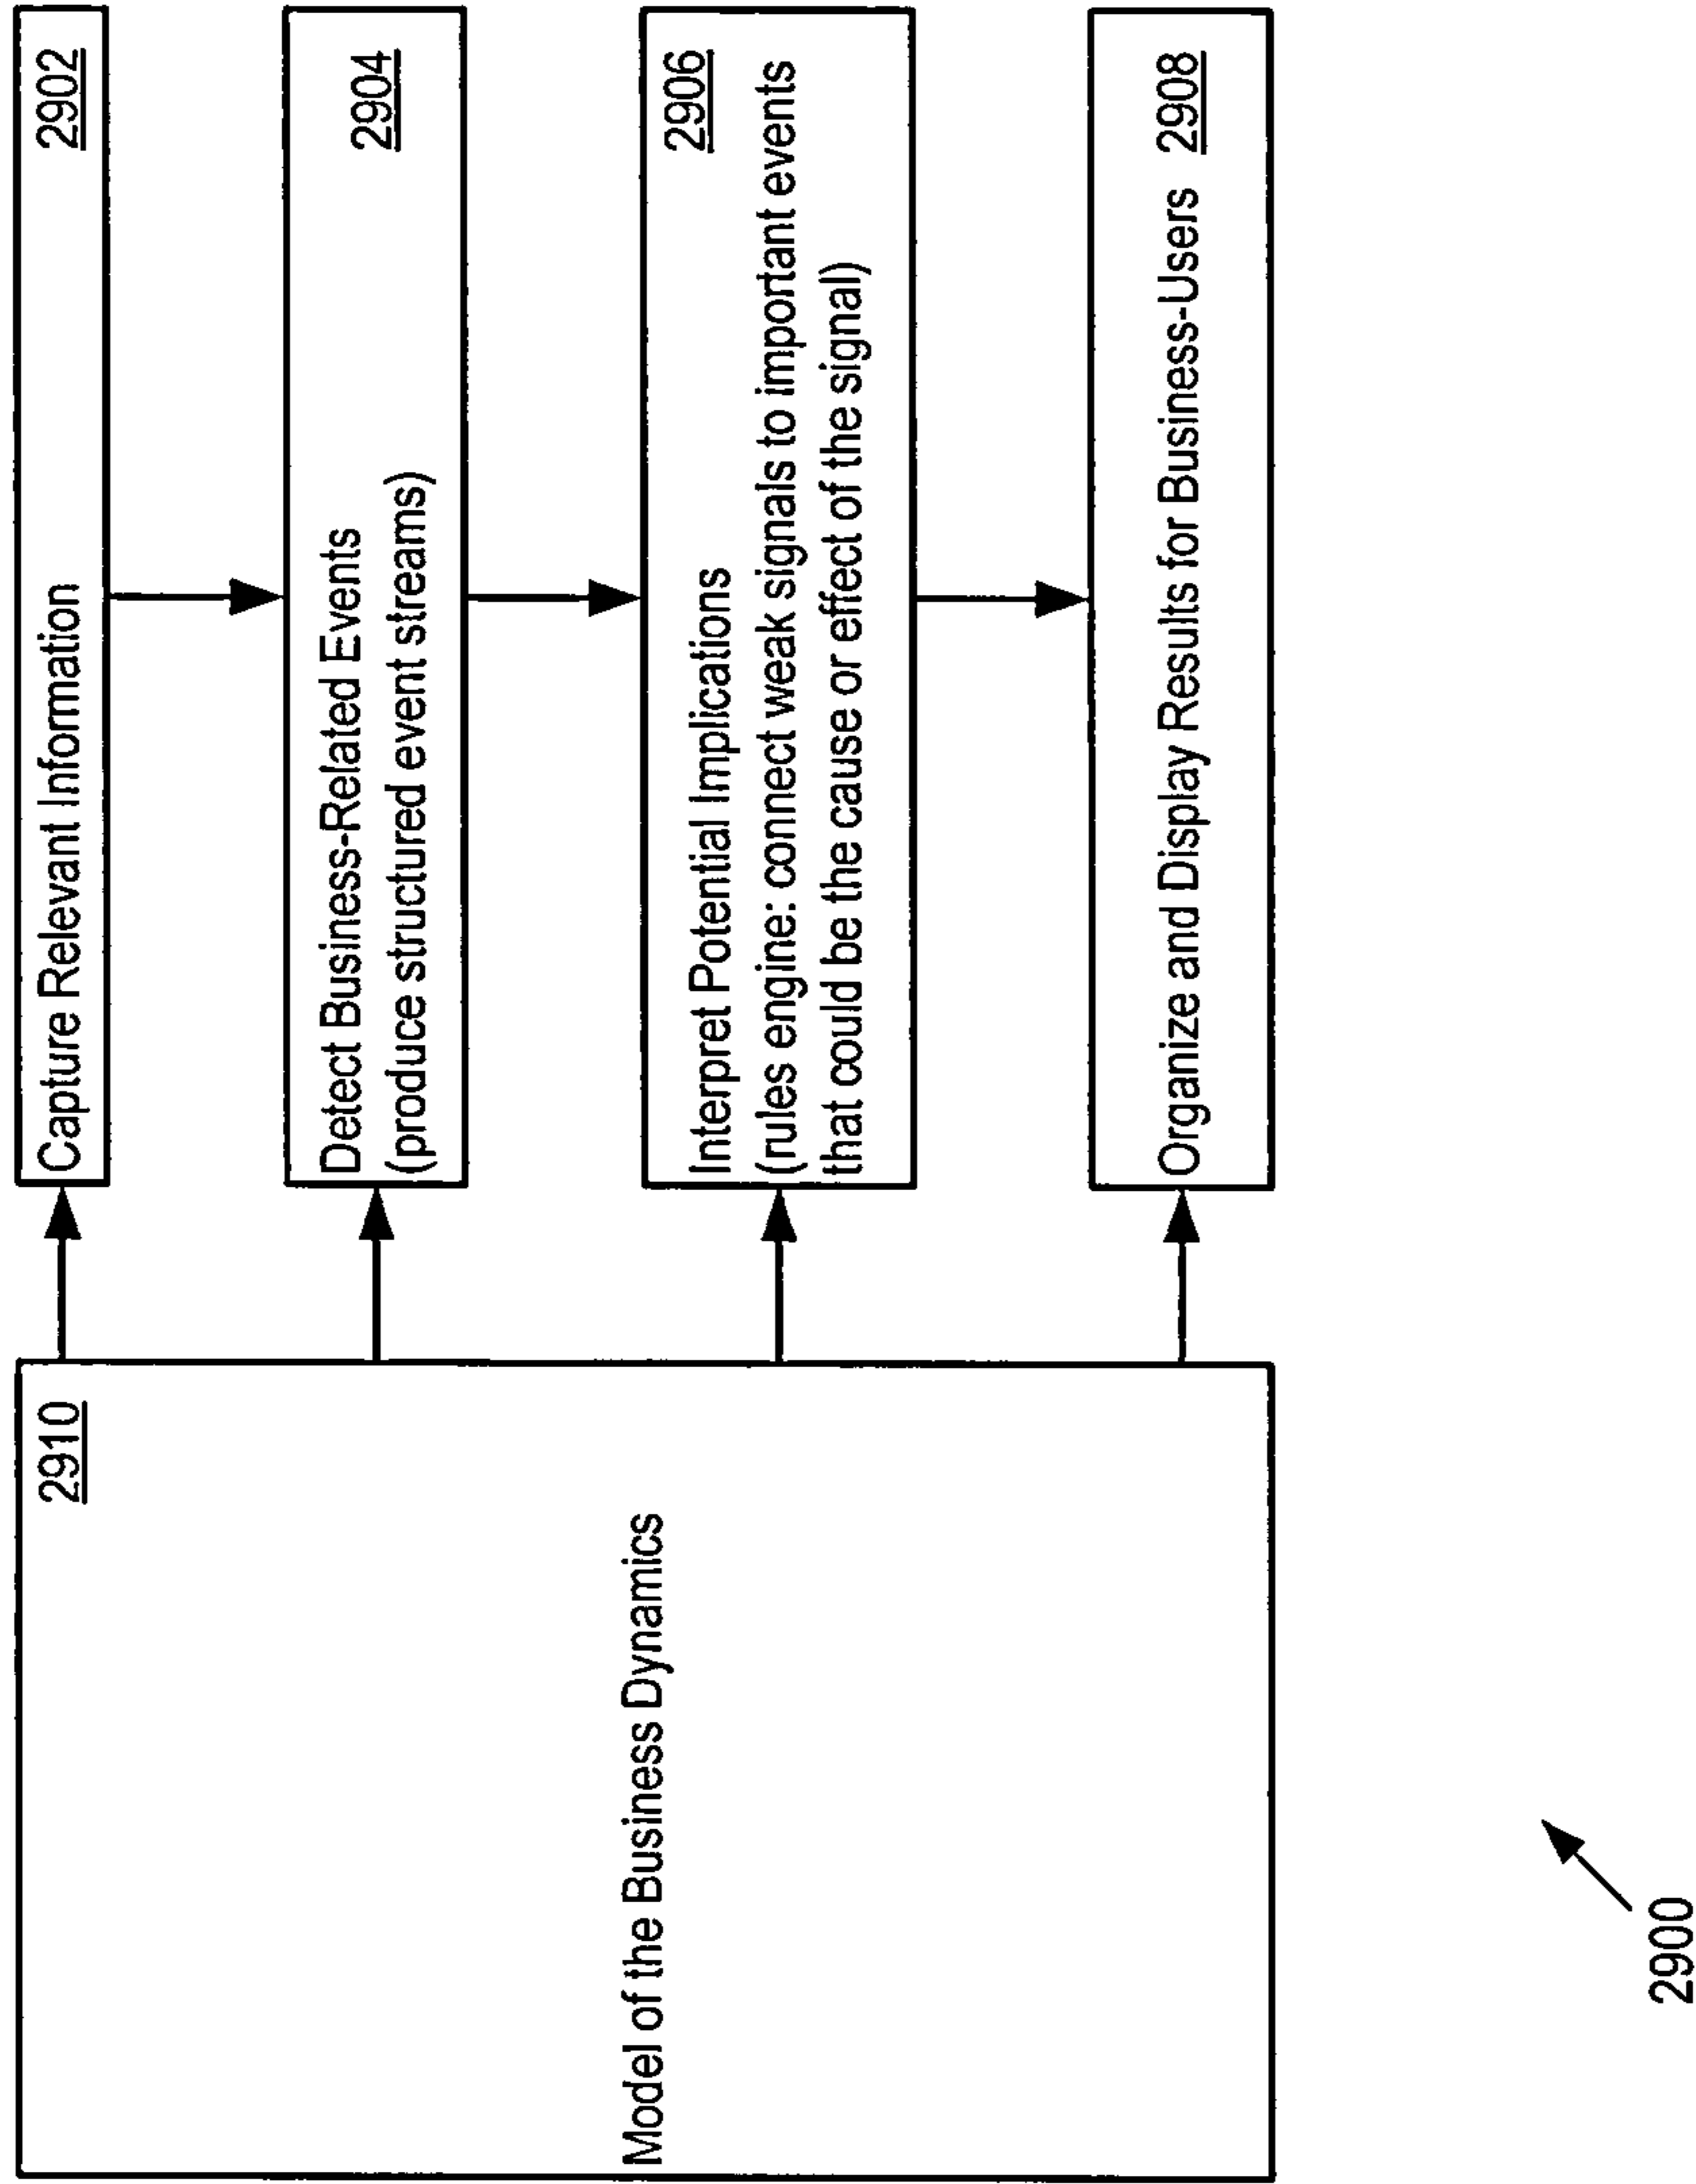 2910
Model of the Business Dynamics
Capture Relevant Information 2902
Detect Business-Related Events 2904
(produce structured event streams)
2906
Interpret Potential Implications
(rules engine: connect weak signals to important events
that could be the cause or effect of the signal)
Organize and Display Results for Business-Users 2908
2900